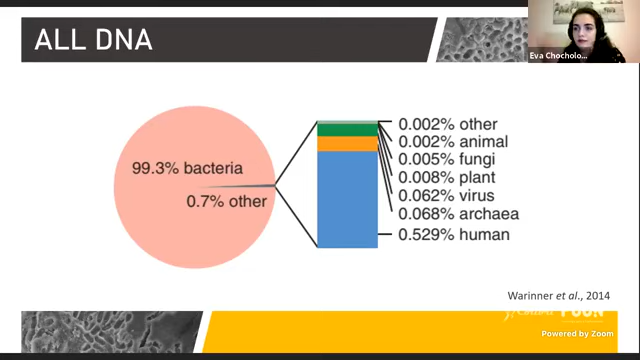 ALL DNA
Eva Chocholo...
99.3% bacteria
0.7% other
0.002% other
0.002% animal
0.005% fungi
0.008% plant
0.062% virus
0.068% archaea
0.529% human
Warinner et al., 2014
Powered by Zoom